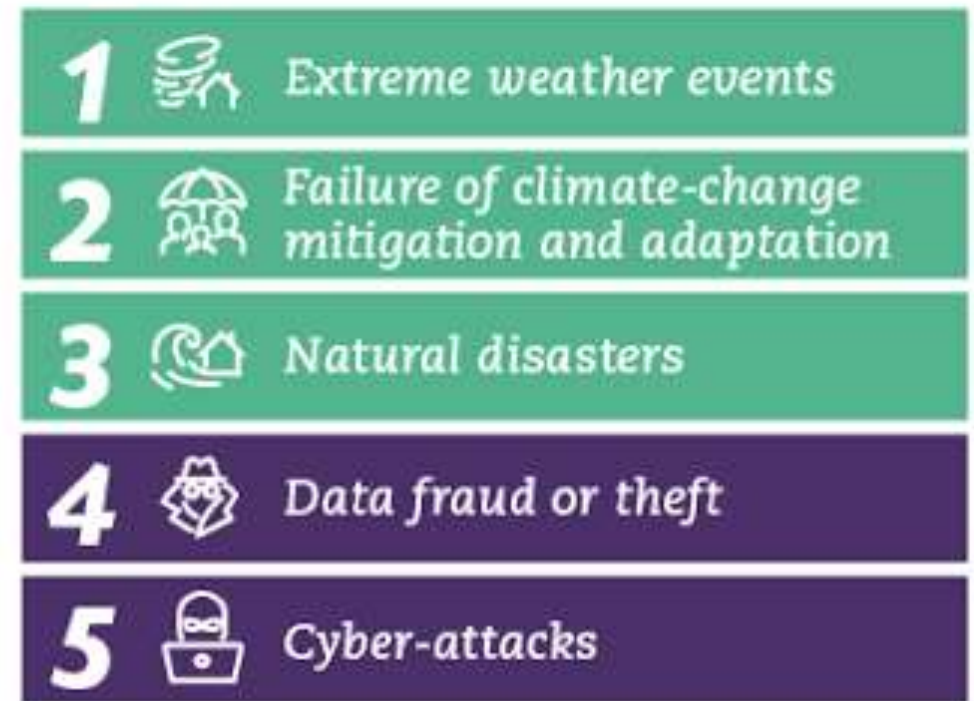 1 Extreme weather events
2 Failure of climate-change
mitigation and adaptation
3 Natural disasters
4 Data fraud or theft
5 Cyber-attacks